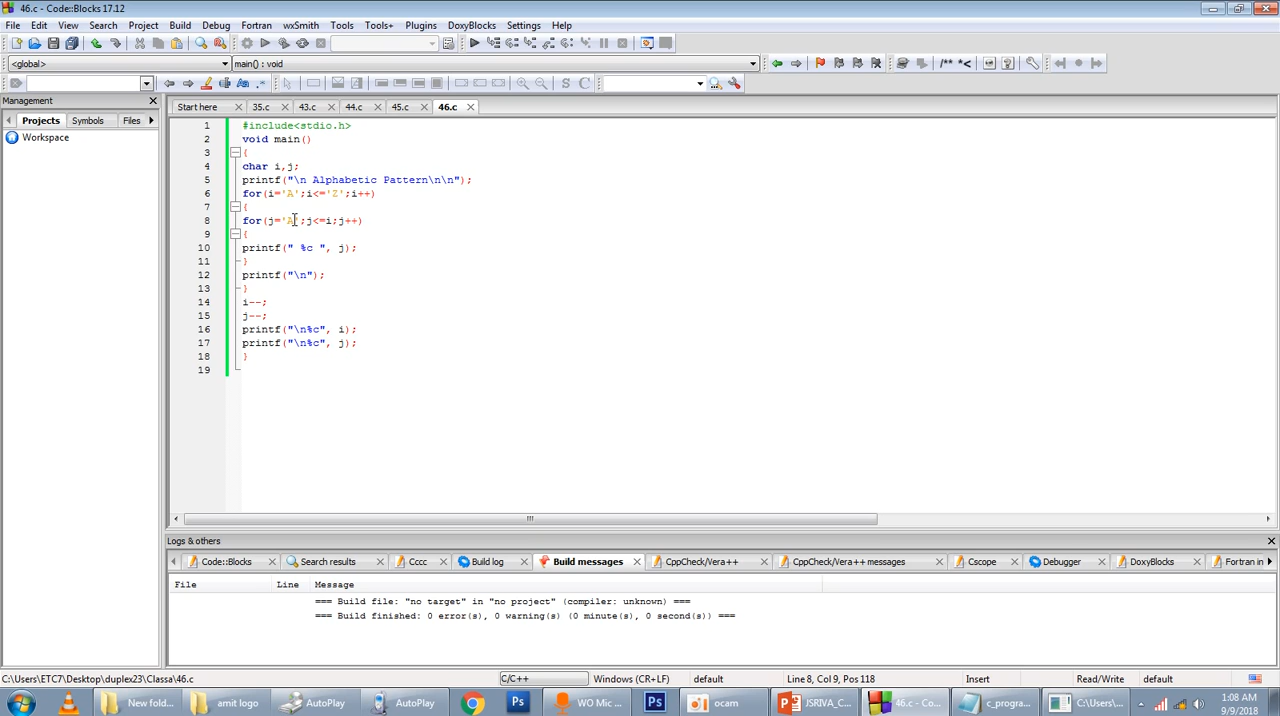 46.c - Code::Blocks 17.12
File Edit View Search Project Build Debug Fortran wxSmith Tools Tools+ Plugins DoxyBlocks Settings Help
<global> main() : void
Management
Start here 35.c 43.c 44.c 45.c 46.c
Projects Symbols Files
Workspace
1 #include<stdio.h>
2 void main()
3 {
4 char i,j;
5 printf("\n Alphabetic Pattern\n\n");
6 for(i='A';i<='Z';i++)
7 {
8 for(j='A';j<=i;j++)
9 {
10 printf(" %c ", j);
11 }
12 printf("\n");
13 }
14 i--;
15 j--;
16 printf("\n%c", i);
17 printf("\n%c", j);
18 }
19
Logs & others
Code::Blocks Search results Cccc Build log Build messages CppCheck/Vera++ CppCheck/Vera++ messages Cscope Debugger DoxyBlocks Fortran in
File Line Message
=== Build file: "no target" in "no project" (compiler: unknown) ===
=== Build finished: 0 error(s), 0 warning(s) (0 minute(s), 0 second(s)) ===
C:\Users\ETC7\Desktop\duplex23\Classa\46.c C/C++ Windows (CR+LF) default Line 8, Col 9, Pos 118 Insert Read/Write default
New fold... amit logo AutoPlay AutoPlay WO Mic ... ocam JSRIVA_C... 46.c - Co... c_progra... C:\Users\... 1:08 AM
9/9/2018